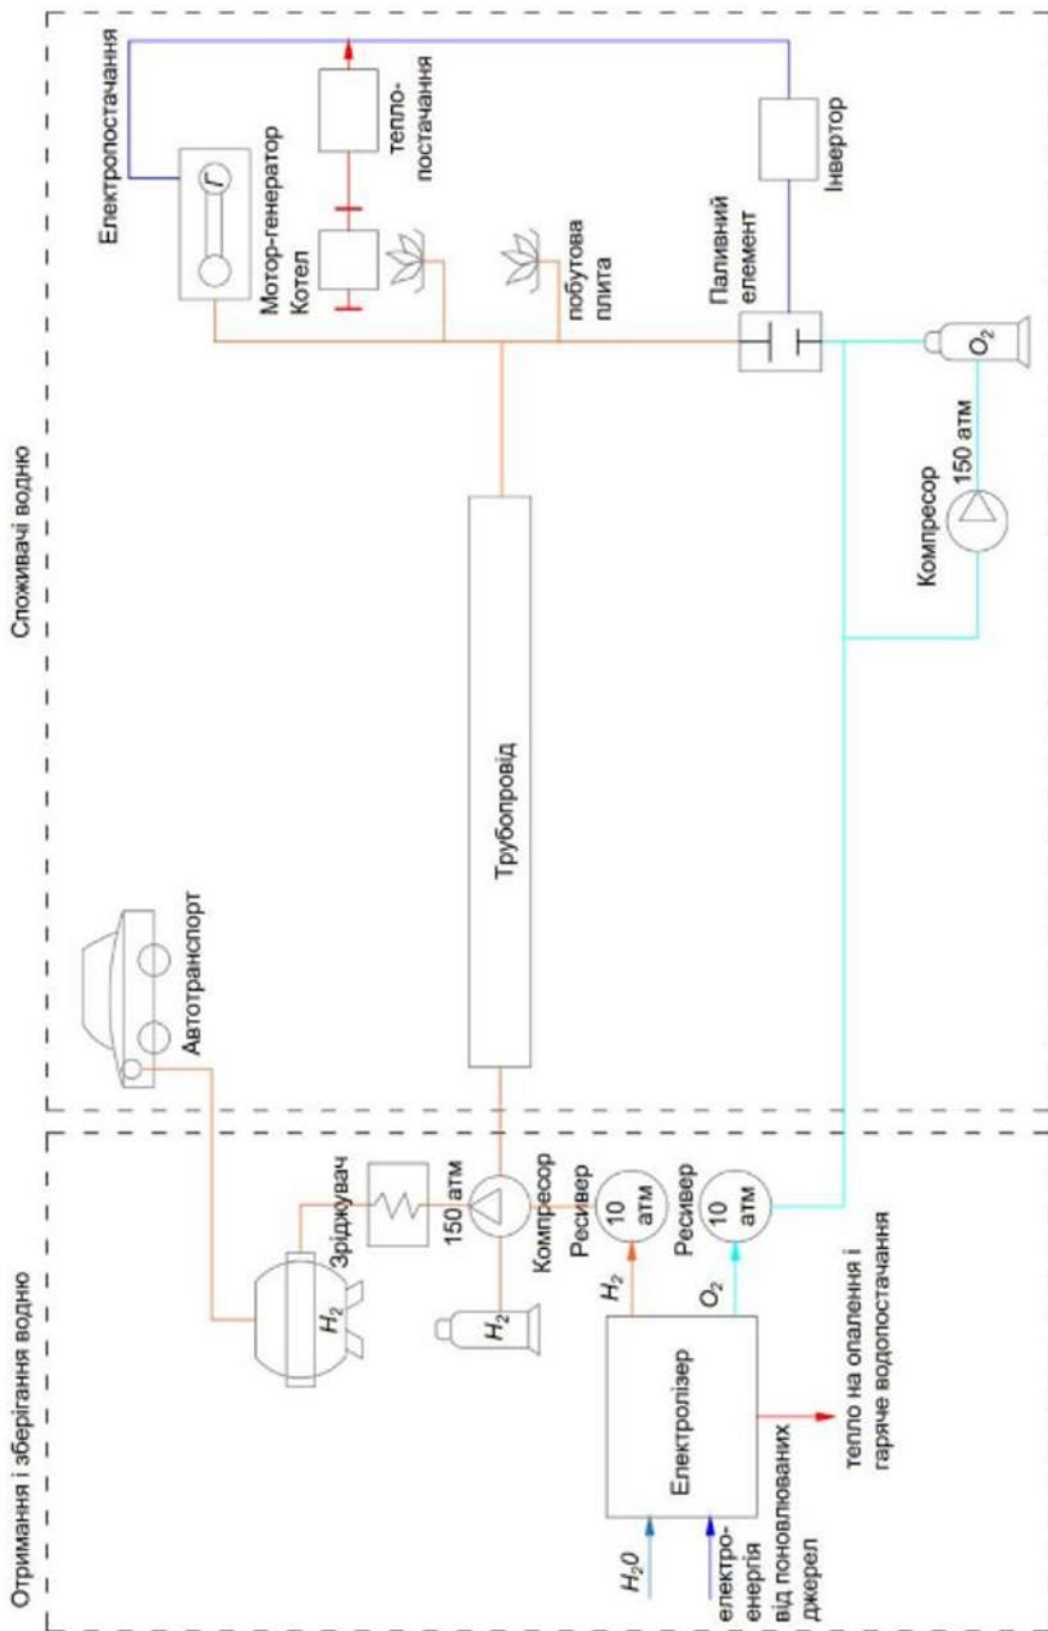 Отримання і зберігання водню
Споживачі водню
Автотранспорт
Електропостачання
Г
Мотор-генератор
Котел
тепло-
постачання
побутова
плита
Зріджувач
H₂
150 атм
Компресор
H₂
Трубопровід
Ресивер
10
атм
H₂
Ресивер
10
атм
O₂
Електролізер
H₂0
електро-
енергія
від поновлюваних
джерел
тепло на опалення і
гаряче водопостачання
Паливний
елемент
Інвертор
Компресор
150 атм
O₂